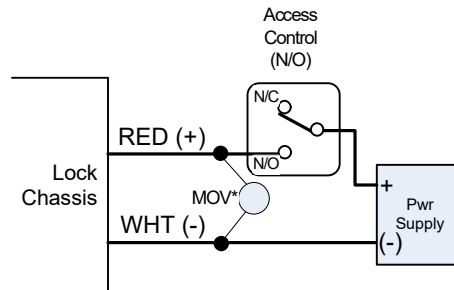 Access
Control
(N/O)
N/C
RED (+)
N/O
Lock
Chassis
MOV*
+
Pwr
Supply
WHT (-)
(-)